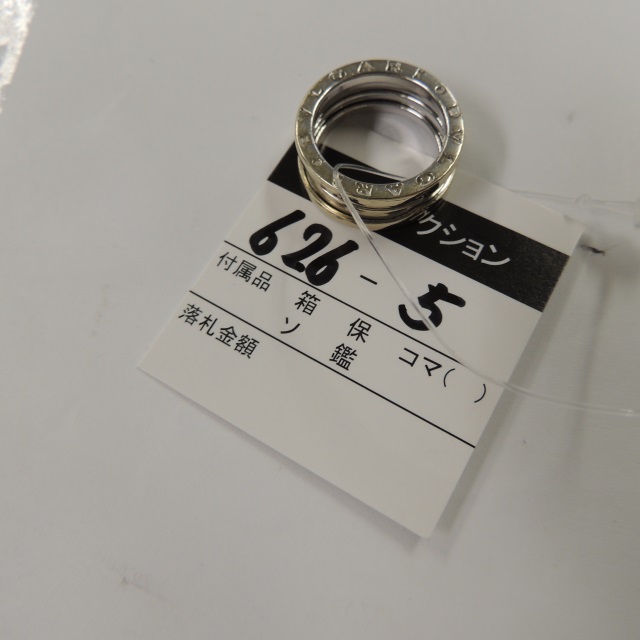 BVLGARI
クション
626-5
付属品 箱 保 コマ( )
ソ 鑑
落札金額